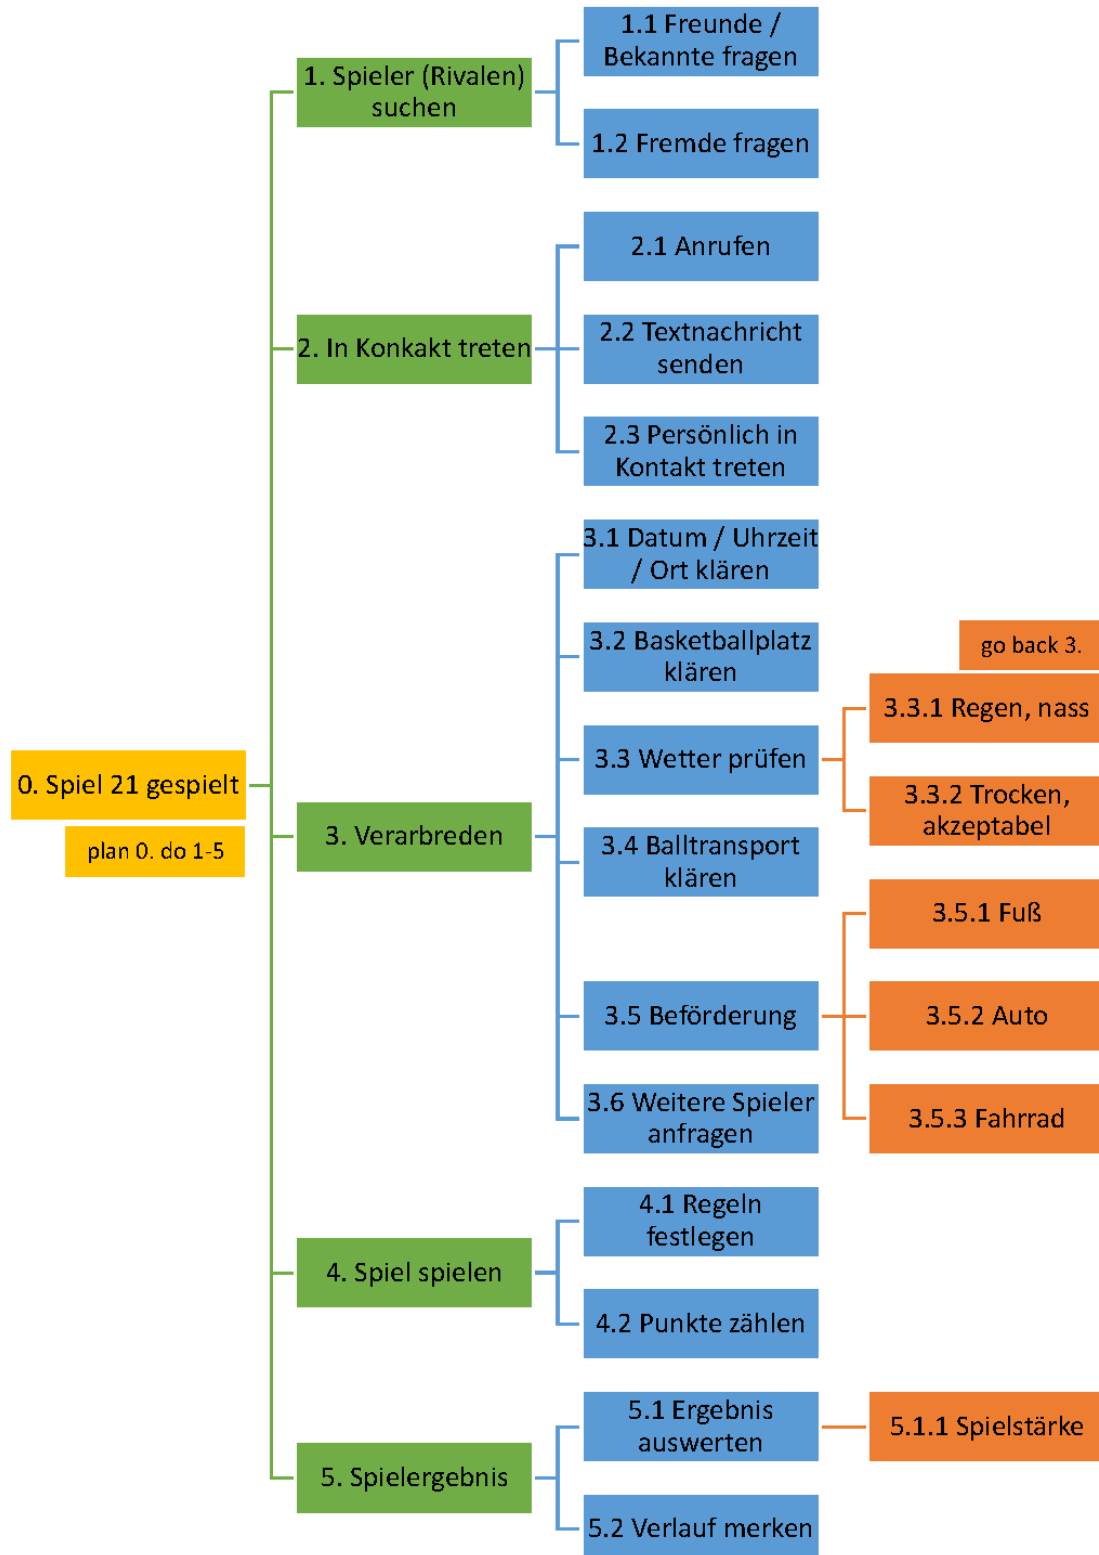 1.1 Freunde /
Bekannte fragen
1. Spieler (Rivalen)
suchen
1.2 Fremde fragen
2.1 Anrufen
2. In Konkakt treten
2.2 Textnachricht
senden
2.3 Persönlich in
Kontakt treten
3.1 Datum / Uhrzeit
/ Ort klären
3.2 Basketballplatz
klären
go back 3.
3.3.1 Regen, nass
3.3 Wetter prüfen
0. Spiel 21 gespielt
3.3.2 Trocken,
akzeptabel
plan 0. do 1-5
3. Verarbreden
3.4 Balltransport
klären
3.5.1 Fuß
3.5 Beförderung
3.5.2 Auto
3.6 Weitere Spieler
anfragen
3.5.3 Fahrrad
4.1 Regeln
festlegen
4. Spiel spielen
4.2 Punkte zählen
5.1 Ergebnis
auswerten
5.1.1 Spielstärke
5. Spielergebnis
5.2 Verlauf merken